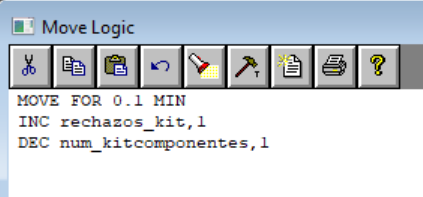 Move Logic
MOVE FOR 0.1 MIN
INC rechazos_kit,1
DEC num_kitcomponentes,1